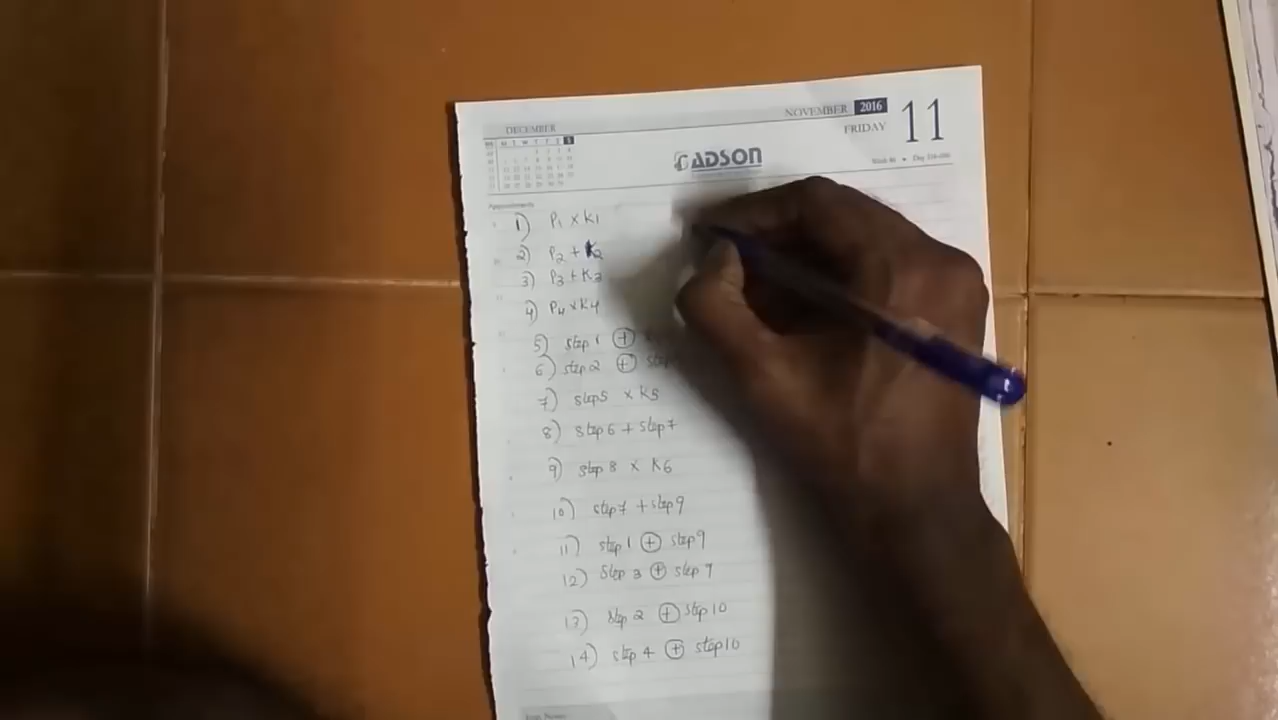 DECEMBER
NOVEMBER 2016
FRIDAY 11
ADSON
Appointments
1) P1 × K1
2) P2 + K2
3) P3 + K3
4) P4 × K4
5) step 1 ⊕
6) step 2 ⊕ step
7) step5 × K5
8) step 6 + step 7
9) step 8 × K6
10) step 7 + step 9
11) step 1 ⊕ step 9
12) step 3 ⊕ step 9
13) step 2 ⊕ step 10
14) step 4 ⊕ step 10